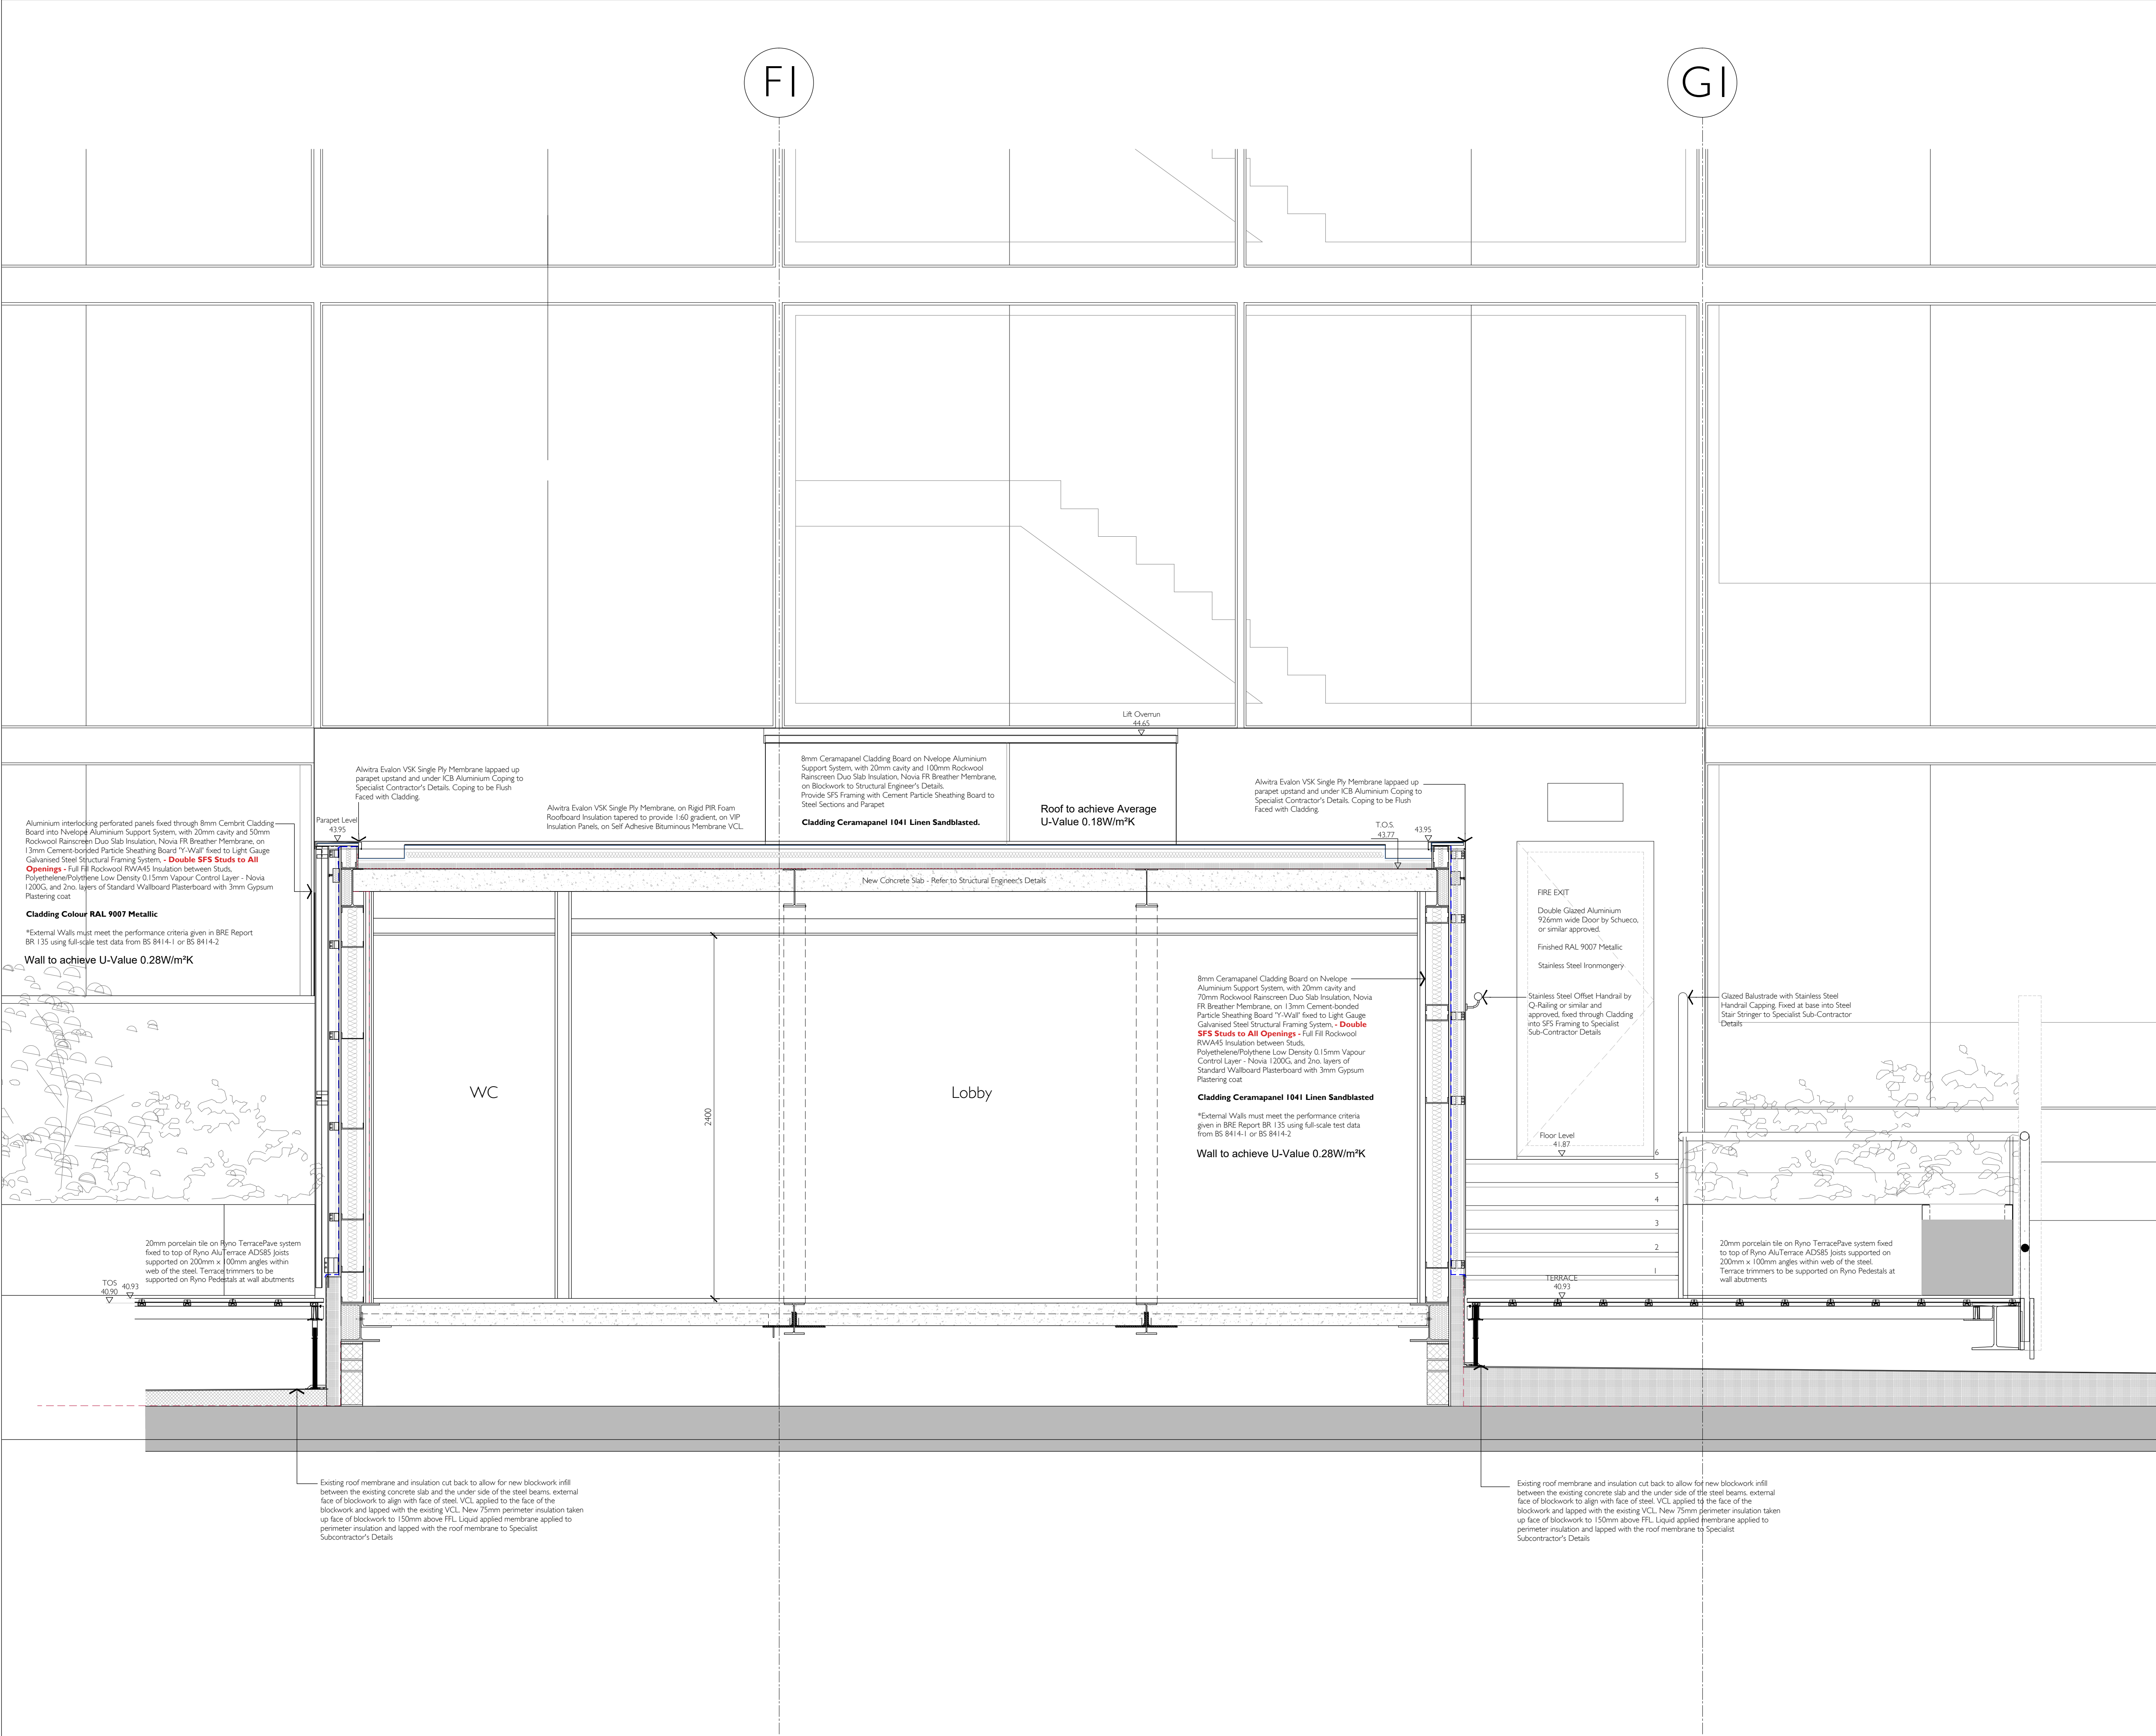 F1
G1
Lift Overrun
44.65
8mm Ceramapanel Cladding Board on Nvelope Aluminium
Support System, with 20mm cavity and 100mm Rockwool
Rainscreen Duo Slab Insulation, Novia FR Breather Membrane,
on Blockwork to Structural Engineer's Details.
Provide SFS Framing with Cement Particle Sheathing Board to
Steel Sections and Parapet
Cladding Ceramapanel 1041 Linen Sandblasted.
Roof to achieve Average
U-Value 0.18W/m²K
Alwitra Evalon VSK Single Ply Membrane lappaed up
parapet upstand and under ICB Aluminium Coping to
Specialist Contractor's Details. Coping to be Flush
Faced with Cladding.
Alwitra Evalon VSK Single Ply Membrane, on Rigid PIR Foam
Roofboard Insulation tapered to provide 1:60 gradient, on VIP
Insulation Panels, on Self Adhesive Bituminous Membrane VCL.
Alwitra Evalon VSK Single Ply Membrane lappaed up
parapet upstand and under ICB Aluminium Coping to
Specialist Contractor's Details. Coping to be Flush
Faced with Cladding.
Parapet Level
43.95
T.O.S.
43.77
43.95
Aluminium interlocking perforated panels fixed through 8mm Cembrit Cladding
Board into Nvelope Aluminium Support System, with 20mm cavity and 50mm
Rockwool Rainscreen Duo Slab Insulation, Novia FR Breather Membrane, on
13mm Cement-bonded Particle Sheathing Board 'Y-Wall' fixed to Light Gauge
Galvanised Steel Structural Framing System, - Double SFS Studs to All
Openings - Full Fill Rockwool RWA45 Insulation between Studs,
Polyethelene/Polythene Low Density 0.15mm Vapour Control Layer - Novia
1200G, and 2no. layers of Standard Wallboard Plasterboard with 3mm Gypsum
Plastering coat
Cladding Colour RAL 9007 Metallic
*External Walls must meet the performance criteria given in BRE Report
BR 135 using full-scale test data from BS 8414-1 or BS 8414-2
Wall to achieve U-Value 0.28W/m²K
New Concrete Slab - Refer to Structural Engineer's Details
FIRE EXIT
Double Glazed Aluminium
926mm wide Door by Schueco,
or similar approved.
Finished RAL 9007 Metallic
Stainless Steel Ironmongery
8mm Ceramapanel Cladding Board on Nvelope
Aluminium Support System, with 20mm cavity and
70mm Rockwool Rainscreen Duo Slab Insulation, Novia
FR Breather Membrane, on 13mm Cement-bonded
Particle Sheathing Board 'Y-Wall' fixed to Light Gauge
Galvanised Steel Structural Framing System, - Double
SFS Studs to All Openings - Full Fill Rockwool
RWA45 Insulation between Studs,
Polyethelene/Polythene Low Density 0.15mm Vapour
Control Layer - Novia 1200G, and 2no. layers of
Standard Wallboard Plasterboard with 3mm Gypsum
Plastering coat
Cladding Ceramapanel 1041 Linen Sandblasted
*External Walls must meet the performance criteria
given in BRE Report BR 135 using full-scale test data
from BS 8414-1 or BS 8414-2
Wall to achieve U-Value 0.28W/m²K
Stainless Steel Offset Handrail by
Q-Railing or similar and
approved, fixed through Cladding
into SFS Framing to Specialist
Sub-Contractor Details
Glazed Balustrade with Stainless Steel
Handrail Capping. Fixed at base into Steel
Stair Stringer to Specialist Sub-Contractor
Details
WC
Lobby
2400
Floor Level
41.87
6
5
4
3
2
1
TERRACE
40.93
20mm porcelain tile on Ryno TerracePave system
fixed to top of Ryno AluTerrace ADS85 Joists
supported on 200mm x 100mm angles within
web of the steel. Terrace trimmers to be
supported on Ryno Pedestals at wall abutments
TOS
40.90
40.93
20mm porcelain tile on Ryno TerracePave system fixed
to top of Ryno AluTerrace ADS85 Joists supported on
200mm x 100mm angles within web of the steel.
Terrace trimmers to be supported on Ryno Pedestals at
wall abutments
Existing roof membrane and insulation cut back to allow for new blockwork infill
between the existing concrete slab and the under side of the steel beams. external
face of blockwork to align with face of steel. VCL applied to the face of the
blockwork and lapped with the existing VCL. New 75mm perimeter insulation taken
up face of blockwork to 150mm above FFL. Liquid applied membrane applied to
perimeter insulation and lapped with the roof membrane to Specialist
Subcontractor's Details
Existing roof membrane and insulation cut back to allow for new blockwork infill
between the existing concrete slab and the under side of the steel beams. external
face of blockwork to align with face of steel. VCL applied to the face of the
blockwork and lapped with the existing VCL. New 75mm perimeter insulation taken
up face of blockwork to 150mm above FFL. Liquid applied membrane applied to
perimeter insulation and lapped with the roof membrane to Specialist
Subcontractor's Details